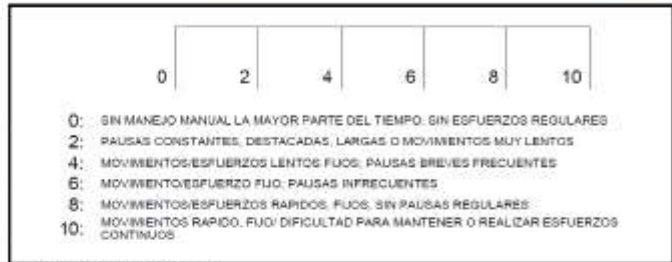 0 2 4 6 8 10
0: SIN MANEJO MANUAL LA MAYOR PARTE DEL TIEMPO. SIN ESFUERZOS REGULARES
2: PAUSAS CONSTANTES, DESTACADAS, LARGAS O MOVIMIENTOS MUY LENTOS
4: MOVIMIENTOS/ESFUERZOS LENTOS FIJOS; PAUSAS BREVES FRECUENTES
6: MOVIMIENTO/ESFUERZO FIJO; PAUSAS INFRECUENTES
8: MOVIMIENTOS/ESFUERZOS RAPIDOS, FIJOS, SIN PAUSAS REGULARES
10: MOVIMIENTOS RAPIDO, FIJO/ DIFICULTAD PARA MANTENER O REALIZAR ESFUERZOS
CONTINUOS